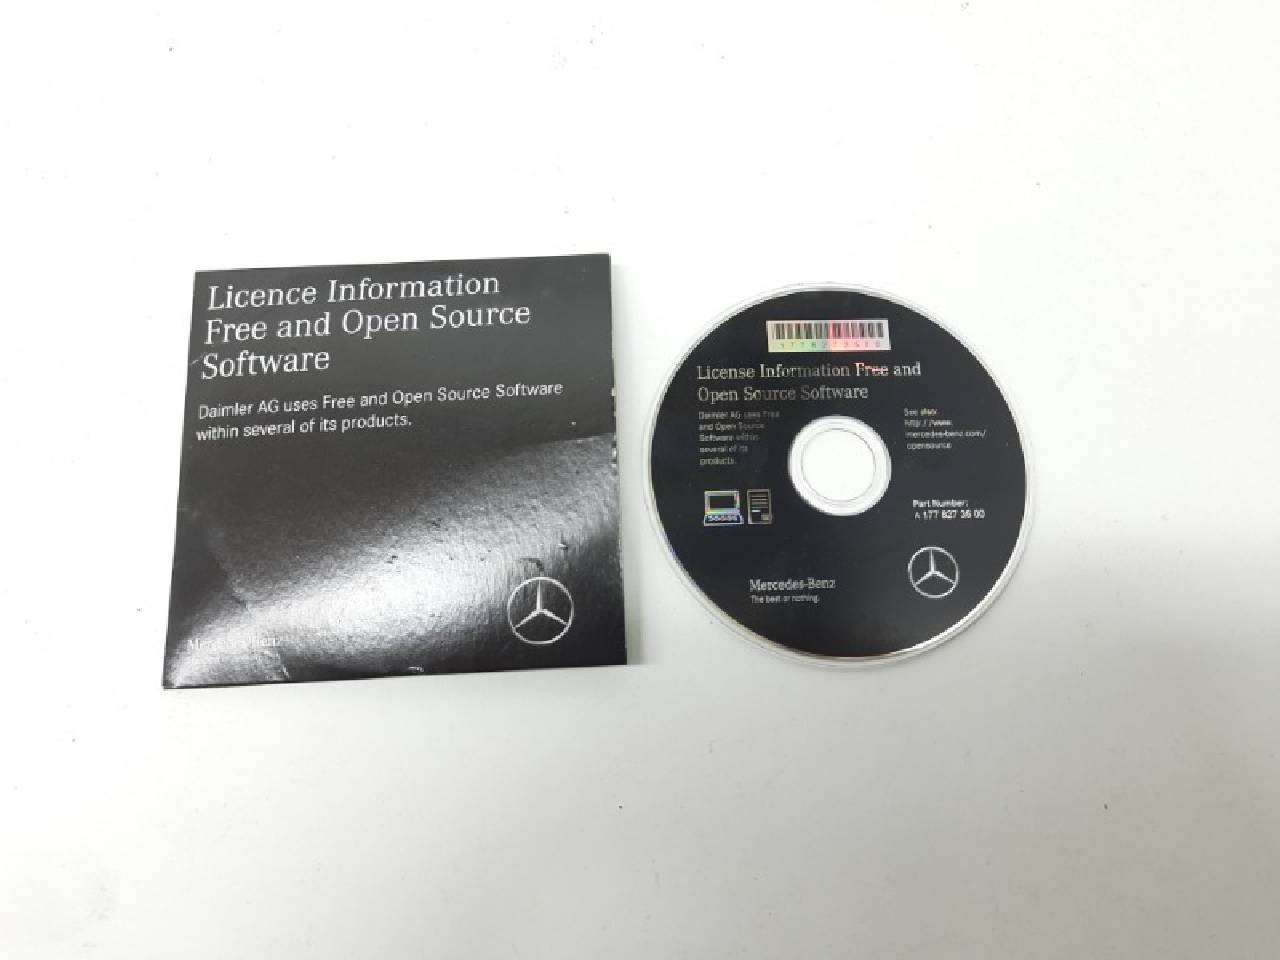 Licence Information
Free and Open Source
Software
Daimler AG uses Free and Open Source Software
within several of its products.
Mercedes-Benz
License Information Free and
Open Source Software
Daimler AG uses Free
and Open Source
Software within
several of its
products.
See also:
http://www.
mercedes-benz.com/
opensource
Part Number:
A 177 827 36 00
Mercedes-Benz
The best or nothing.